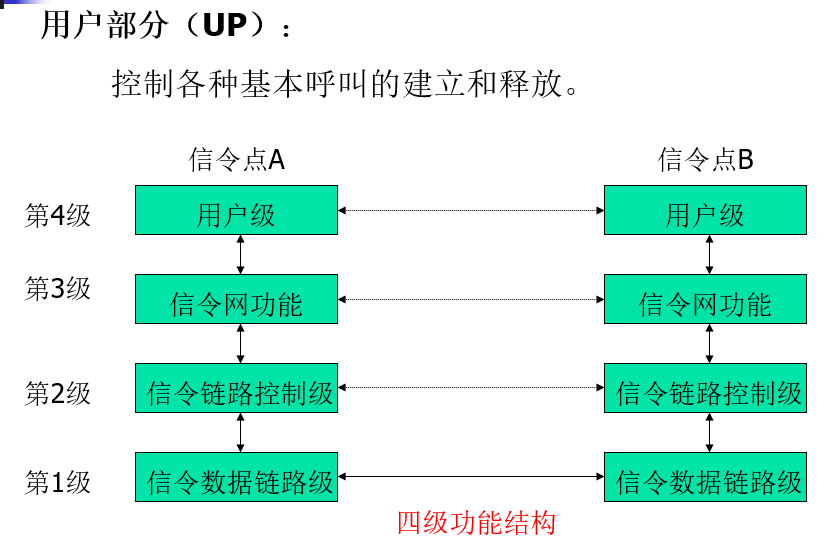 用户部分（UP）：
控制各种基本呼叫的建立和释放。
信令点A 信令点B
第4级 用户级 用户级
第3级 信令网功能 信令网功能
第2级 信令链路控制级 信令链路控制级
第1级 信令数据链路级 信令数据链路级
四级功能结构